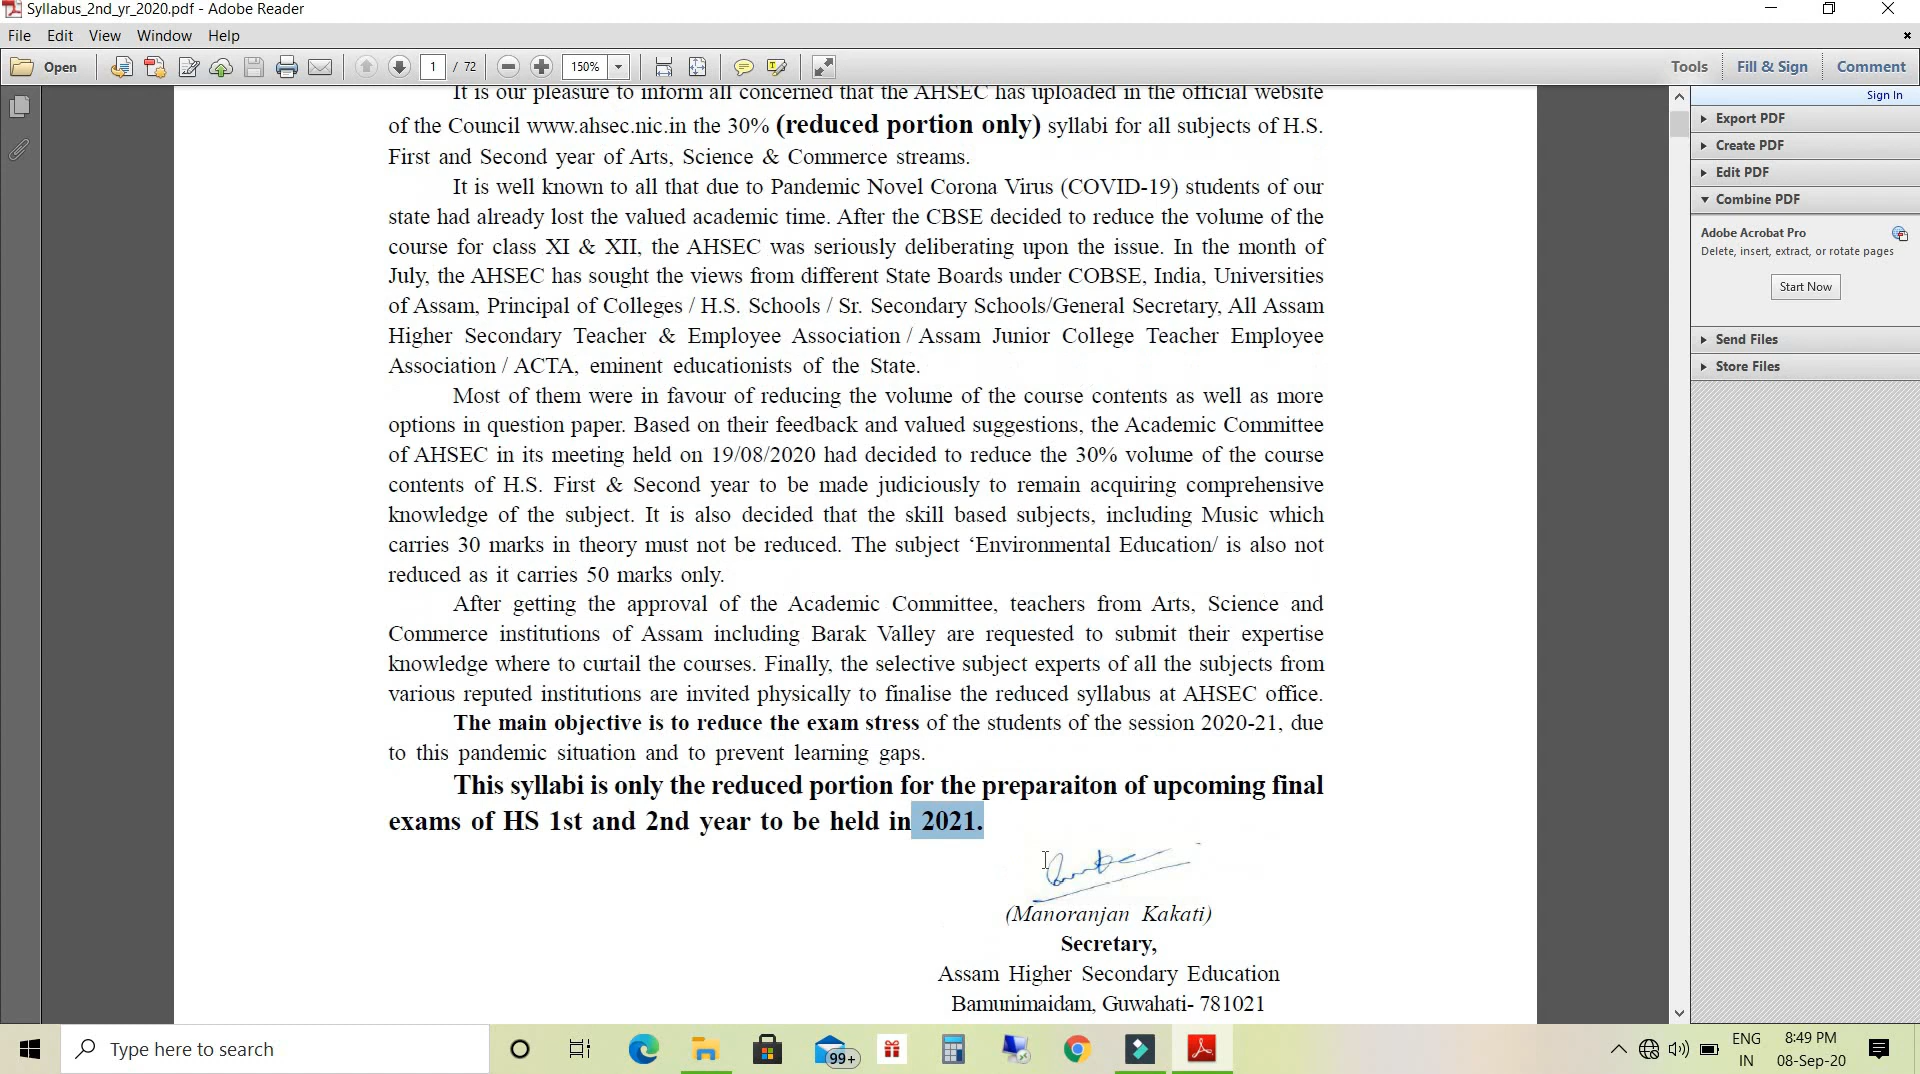 Syllabus_2nd_yr_2020.pdf - Adobe Reader
File Edit View Window Help
Open 1 / 72 150% Tools Fill & Sign Comment
Sign In
Export PDF
Create PDF
Edit PDF
Combine PDF
Adobe Acrobat Pro
Delete, insert, extract, or rotate pages
Start Now
Send Files
Store Files
It is our pleasure to inform all concerned that the AHSEC has uploaded in the official website
of the Council www.ahsec.nic.in the 30% (reduced portion only) syllabi for all subjects of H.S.
First and Second year of Arts, Science & Commerce streams.
It is well known to all that due to Pandemic Novel Corona Virus (COVID-19) students of our
state had already lost the valued academic time. After the CBSE decided to reduce the volume of the
course for class XI & XII, the AHSEC was seriously deliberating upon the issue. In the month of
July, the AHSEC has sought the views from different State Boards under COBSE, India, Universities
of Assam, Principal of Colleges / H.S. Schools / Sr. Secondary Schools/General Secretary, All Assam
Higher Secondary Teacher & Employee Association / Assam Junior College Teacher Employee
Association / ACTA, eminent educationists of the State.
Most of them were in favour of reducing the volume of the course contents as well as more
options in question paper. Based on their feedback and valued suggestions, the Academic Committee
of AHSEC in its meeting held on 19/08/2020 had decided to reduce the 30% volume of the course
contents of H.S. First & Second year to be made judiciously to remain acquiring comprehensive
knowledge of the subject. It is also decided that the skill based subjects, including Music which
carries 30 marks in theory must not be reduced. The subject ‘Environmental Education/ is also not
reduced as it carries 50 marks only.
After getting the approval of the Academic Committee, teachers from Arts, Science and
Commerce institutions of Assam including Barak Valley are requested to submit their expertise
knowledge where to curtail the courses. Finally, the selective subject experts of all the subjects from
various reputed institutions are invited physically to finalise the reduced syllabus at AHSEC office.
The main objective is to reduce the exam stress of the students of the session 2020-21, due
to this pandemic situation and to prevent learning gaps.
This syllabi is only the reduced portion for the preparaiton of upcoming final
exams of HS 1st and 2nd year to be held in 2021.
(Manoranjan Kakati)
Secretary,
Assam Higher Secondary Education
Bamunimaidam, Guwahati- 781021
Type here to search
99+
ENG
IN
8:49 PM
08-Sep-20